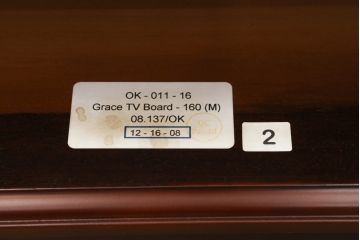 OK - 011 - 16
Grace TV Board - 160 (M)
08.137/OK
12 - 16 - 08
2